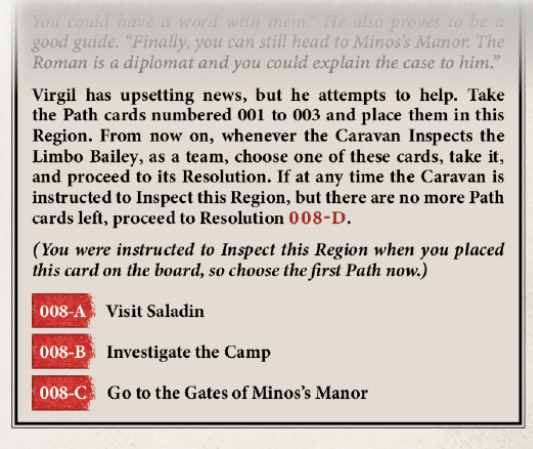 You could have a word with them." He also proves to be a
good guide. "Finally, you can still head to Minos's Manor. The
Roman is a diplomat and you could explain the case to him."
Virgil has upsetting news, but he attempts to help. Take
the Path cards numbered 001 to 003 and place them in this
Region. From now on, whenever the Caravan Inspects the
Limbo Bailey, as a team, choose one of these cards, take it,
and proceed to its Resolution. If at any time the Caravan is
instructed to Inspect this Region, but there are no more Path
cards left, proceed to Resolution 008-D.
(You were instructed to Inspect this Region when you placed
this card on the board, so choose the first Path now.)
008-A Visit Saladin
008-B Investigate the Camp
008-C Go to the Gates of Minos's Manor